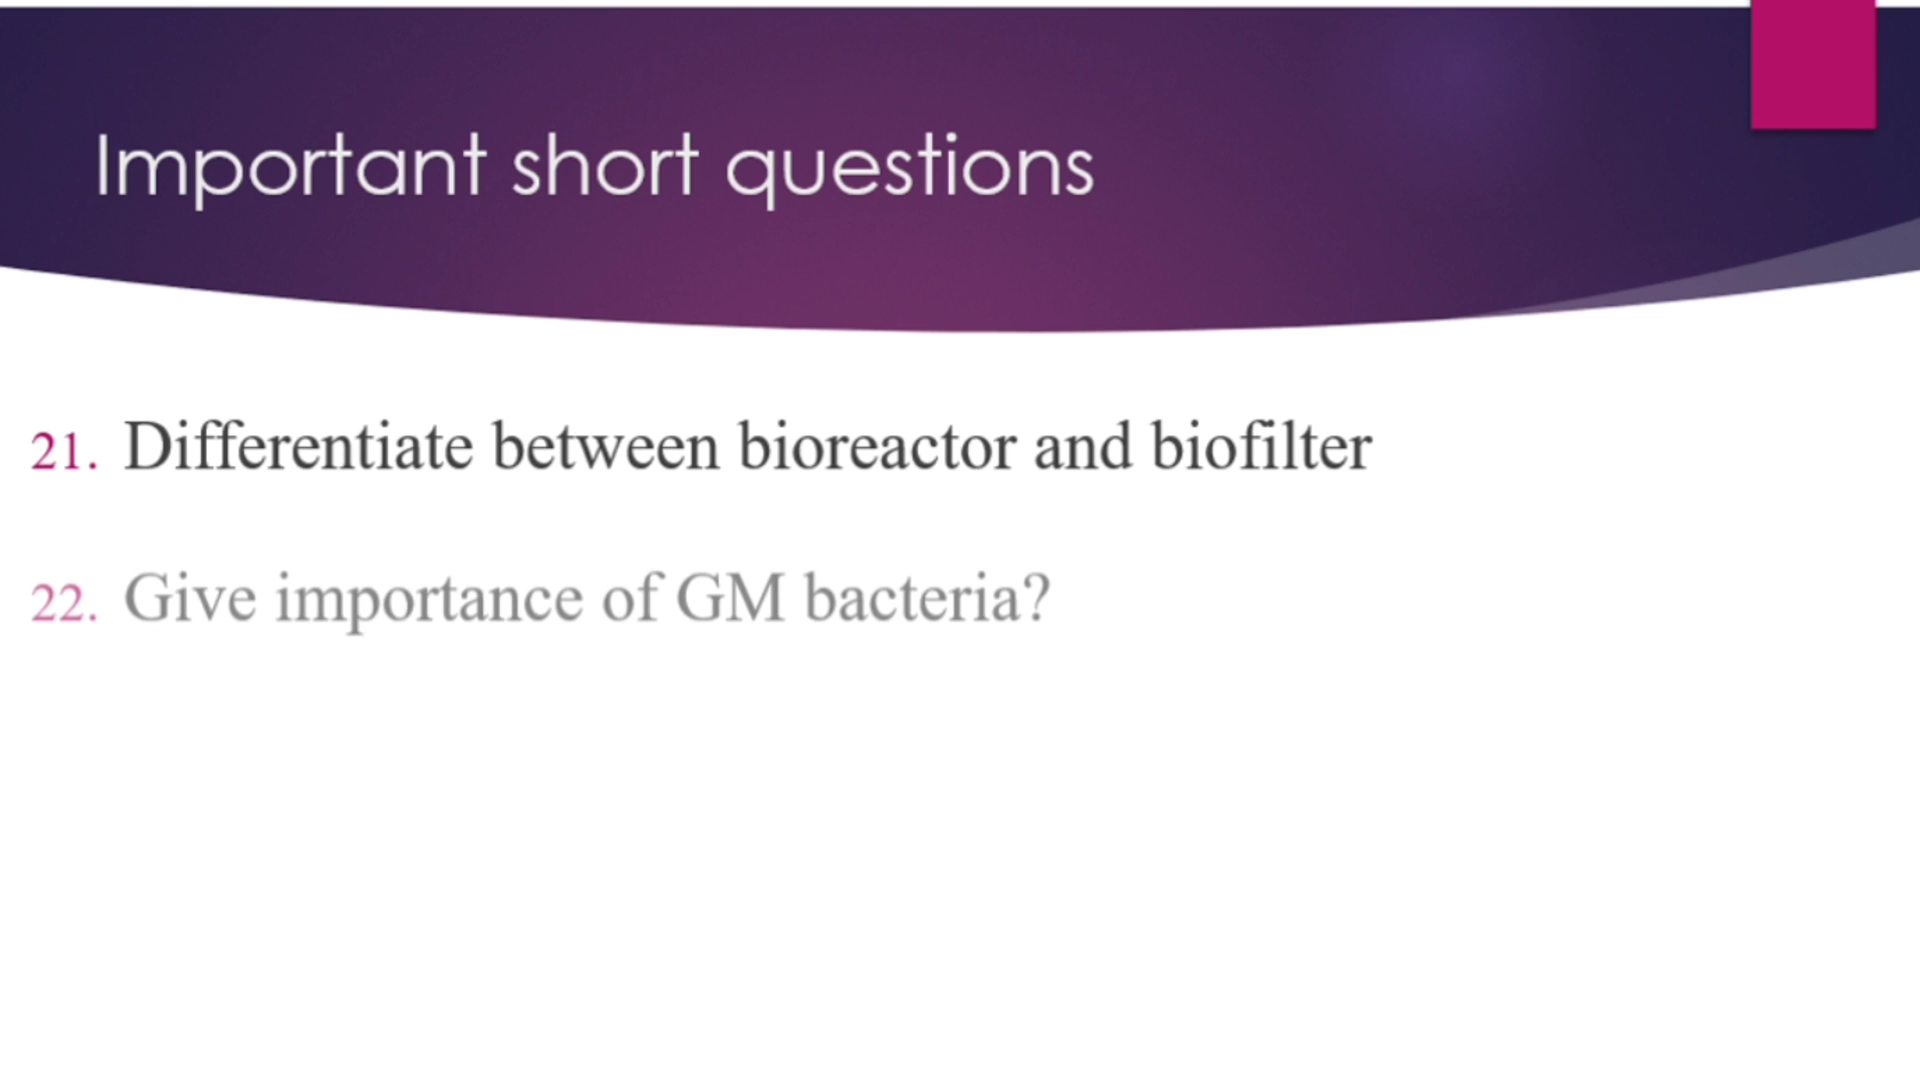 Important short questions
21. Differentiate between bioreactor and biofilter
22. Give importance of GM bacteria?